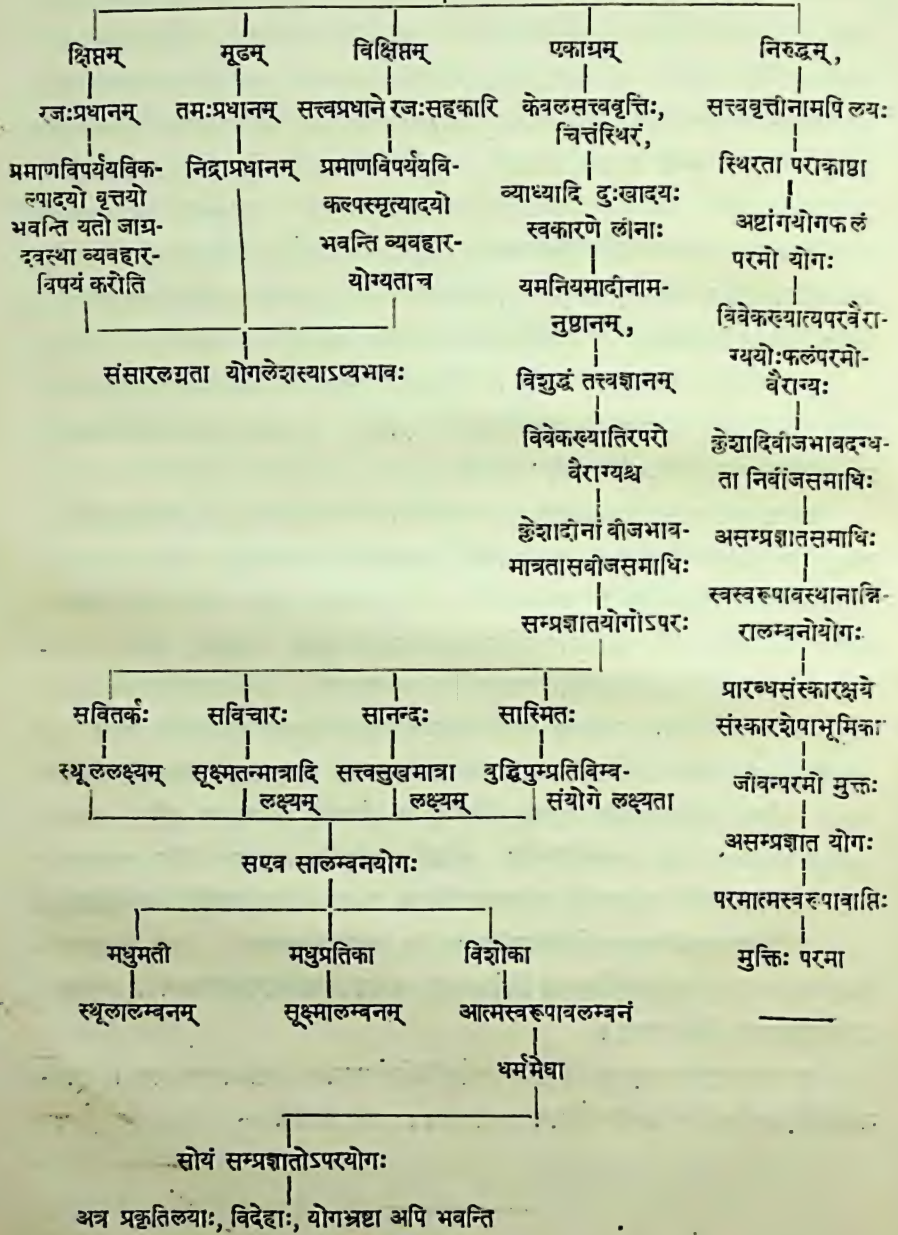 क्षिप्तम्
मूढम्
विक्षिप्तम्
एकाग्रम्
निरुद्धम्,
रजःप्रधानम्
तमःप्रधानम्
सत्त्वप्रधाने रजःसहकारि
केवलसत्त्ववृत्तिः,
चित्तंस्थिरं,
सत्त्ववृत्तीनामपि लयः
प्रमाणविपर्ययविक-
ल्पादयो वृत्तयो
भवन्ति यतो जाग्र-
दवस्था व्यवहार-
विषयं करोति
निद्राप्रधानम्
प्रमाणविपर्ययवि-
कल्पस्मृत्यादयो
भवन्ति व्यवहार-
योग्यताच
संसारलग्नता योगलेशस्याऽप्यभावः
व्याध्यादि दुःखादयः
स्वकारणे लीनाः
यमनियमादीनाम-
नुष्ठानम्,
विशुद्धं तत्त्वज्ञानम्
विवेकख्यातिरपरो
वैराग्यश्च
क्लेशादीनां बीजभाव-
मात्रतासबीजसमाधिः
सम्प्रज्ञातयोगोऽपरः
स्थिरता पराकाष्ठा
अष्टांगयोगफलं
परमो योगः
विवेकख्यात्यपरवैरा-
ग्ययोःफलंपरमो-
वैराग्यः
क्लेशादिबीजभावदग्ध-
ता निर्बीजसमाधिः
असम्प्रज्ञातसमाधिः
स्वस्वरूपावस्थानान्नि-
रालम्बनोयोगः
प्रारब्धसंस्कारक्षये
संस्कारशेषाभूमिका
जीवन्परमो मुक्तः
असम्प्रज्ञात योगः
परमात्मस्वरूपावाप्तिः
मुक्तिः परमा
सवितर्कः
सविचारः
सानन्दः
सास्मितः
स्थूललक्ष्यम्
सूक्ष्मतन्मात्रादि
लक्ष्यम्
सत्त्वसुखमात्रा
लक्ष्यम्
बुद्धिपुम्प्रतिबिम्ब-
संयोगे लक्ष्यता
सएव सालम्बनयोगः
मधुमती
मधुप्रतिका
विशोका
स्थूलालम्बनम्
सूक्ष्मालम्बनम्
आत्मस्वरूपावलम्बनं
धर्ममेघा
सोयं सम्प्रज्ञातोऽपरयोगः
अत्र प्रकृतिलयाः, विदेहाः, योगभ्रष्टा अपि भवन्ति